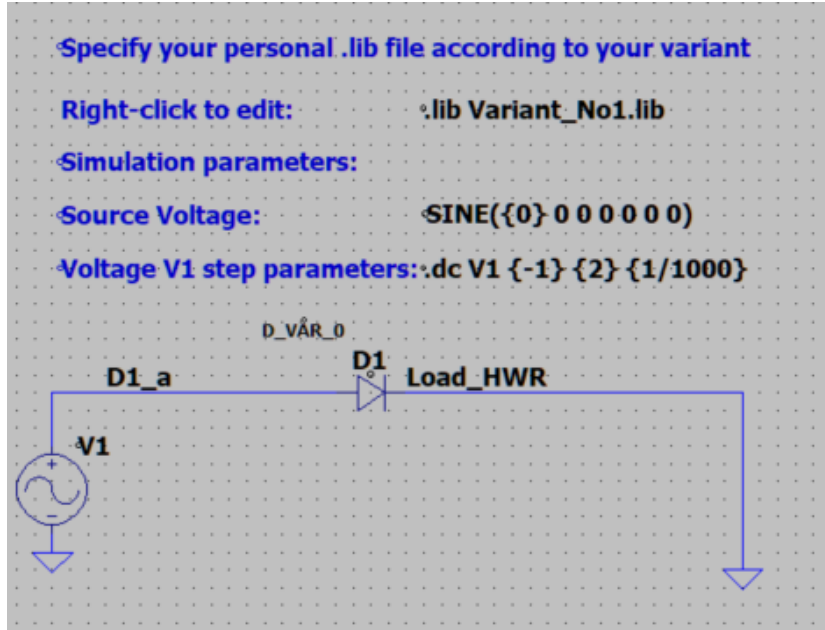 Specify your personal .lib file according to your variant
Right-click to edit: .lib Variant_No1.lib
Simulation parameters:
Source Voltage: SINE({0} 0 0 0 0 0 0)
Voltage V1 step parameters: .dc V1 {-1} {2} {1/1000}
D_VÅR_0
D1
D1_a Load_HWR
V1